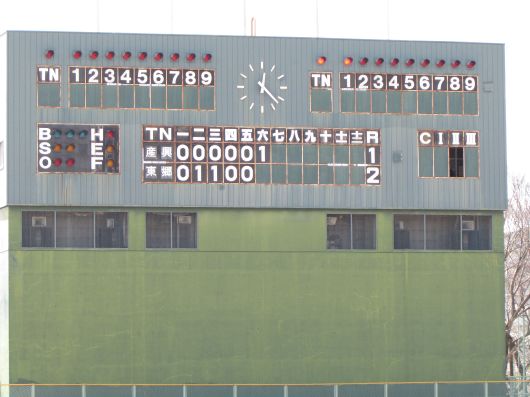 TN 1 2 3 4 5 6 7 8 9
TN 1 2 3 4 5 6 7 8 9
B H
S E
O F
TN 一 二 三 四 五 六 七 八 九 十 土 士 R
産興 0 0 0 0 0 1 1
東郷 0 1 1 0 0 2
C I II III